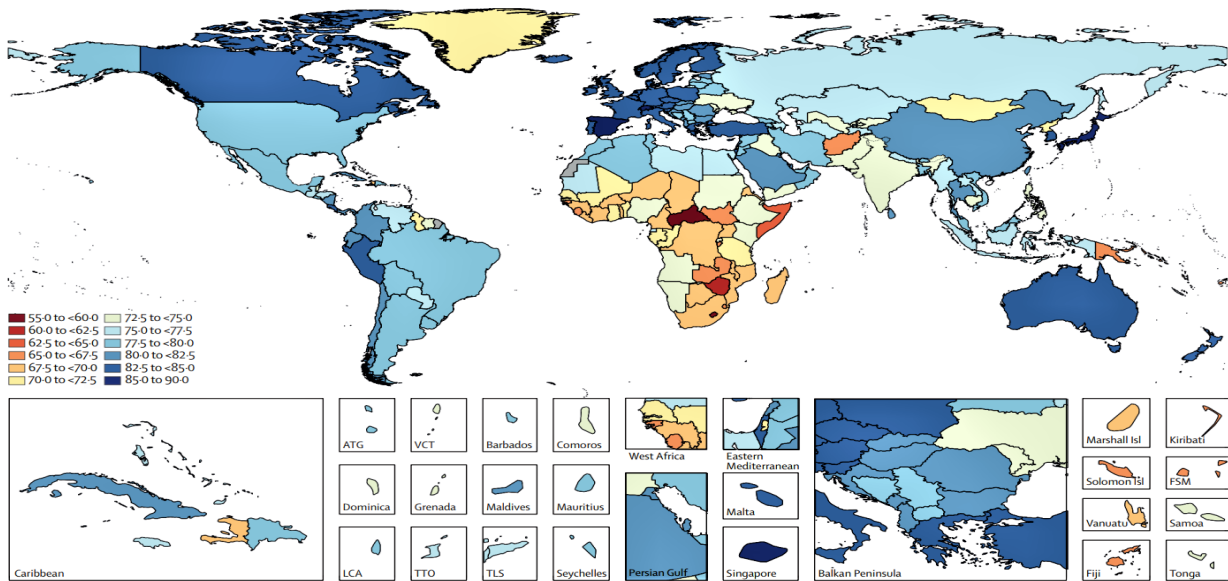 55·0 to <60·0
60·0 to <62·5
62·5 to <65·0
65·0 to <67·5
67·5 to <70·0
70·0 to <72·5
72·5 to <75·0
75·0 to <77·5
77·5 to <80·0
80·0 to <82·5
82·5 to <85·0
85·0 to 90·0
Caribbean
ATG
VCT
Barbados
Comoros
Dominica
Grenada
Maldives
Mauritius
LCA
TTO
TLS
Seychelles
West Africa
Eastern
Mediterranean
Persian Gulf
Malta
Singapore
Balkan Peninsula
Marshall Isl
Kiribati
Solomon Isl
FSM
Vanuatu
Samoa
Fiji
Tonga